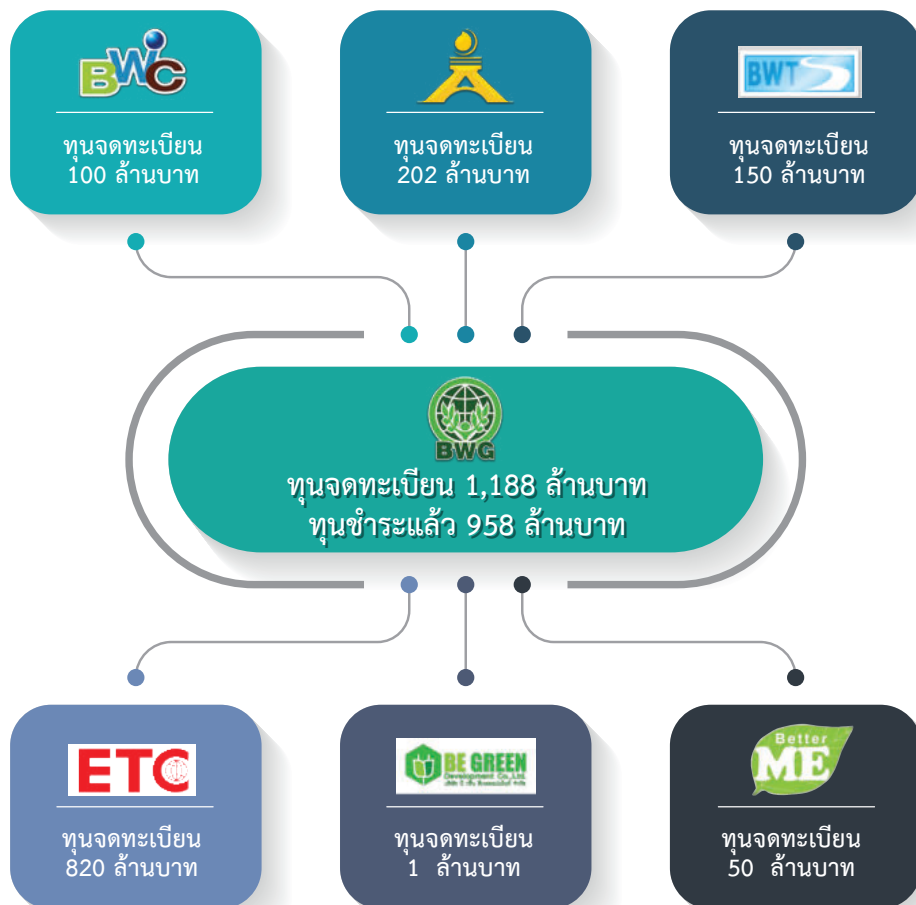 BWC
ทุนจดทะเบียน
100 ล้านบาท
ทุนจดทะเบียน
202 ล้านบาท
BWT
ทุนจดทะเบียน
150 ล้านบาท
BWG
ทุนจดทะเบียน 1,188 ล้านบาท
ทุนชำระแล้ว 958 ล้านบาท
ETC
ทุนจดทะเบียน
820 ล้านบาท
BE GREEN
Development Co.,Ltd.
ทุนจดทะเบียน
1 ล้านบาท
Better
ME
ทุนจดทะเบียน
50 ล้านบาท